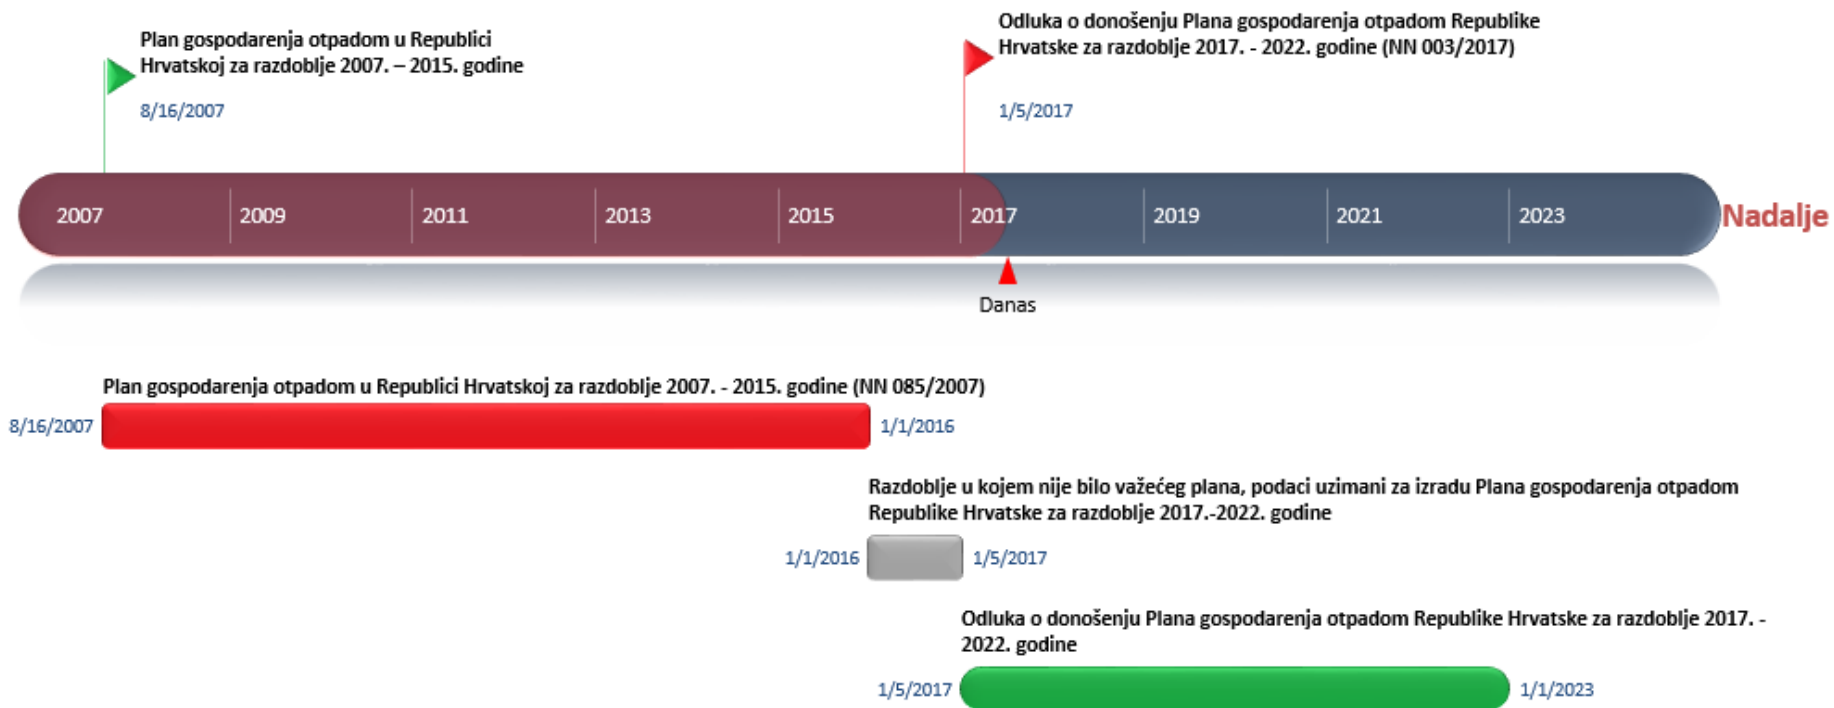 Plan gospodarenja otpadom u Republici
Hrvatskoj za razdoblje 2007. – 2015. godine
8/16/2007
Odluka o donošenju Plana gospodarenja otpadom Republike
Hrvatske za razdoblje 2017. - 2022. godine (NN 003/2017)
1/5/2017
2007
2009
2011
2013
2015
2017
2019
2021
2023
Nadalje
Danas
Plan gospodarenja otpadom u Republici Hrvatskoj za razdoblje 2007. - 2015. godine (NN 085/2007)
8/16/2007
1/1/2016
Razdoblje u kojem nije bilo važećeg plana, podaci uzimani za izradu Plana gospodarenja otpadom
Republike Hrvatske za razdoblje 2017.-2022. godine
1/1/2016
1/5/2017
Odluka o donošenju Plana gospodarenja otpadom Republike Hrvatske za razdoblje 2017. -
2022. godine
1/5/2017
1/1/2023